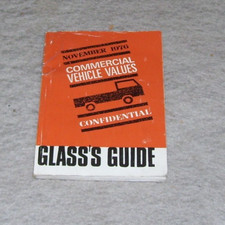 NOVEMBER 1976
COMMERCIAL
VEHICLE VALUES
CONFIDENTIAL
GLASS'S GUIDE